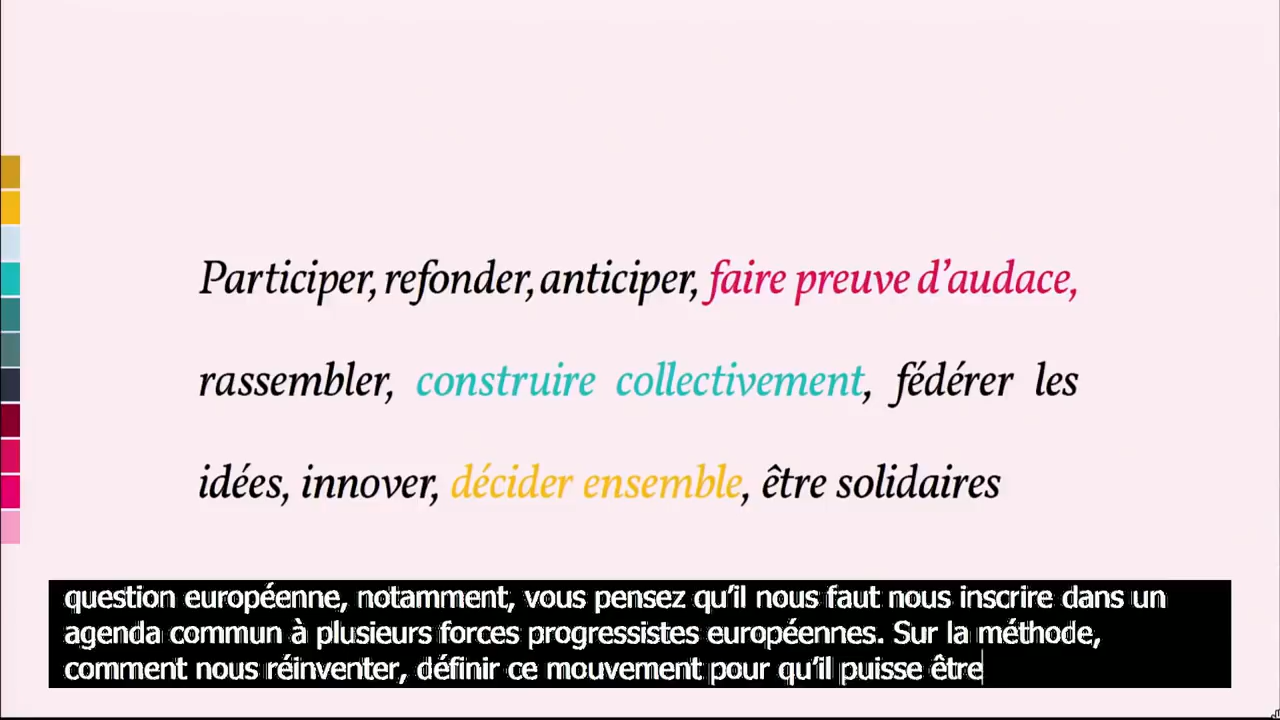 Participer, refonder, anticiper, faire preuve d’audace,
rassembler, construire collectivement, fédérer les
idées, innover, décider ensemble, être solidaires
question européenne, notamment, vous pensez qu’il nous faut nous inscrire dans un
agenda commun à plusieurs forces progressistes européennes. Sur la méthode,
comment nous réinventer, définir ce mouvement pour qu’il puisse être